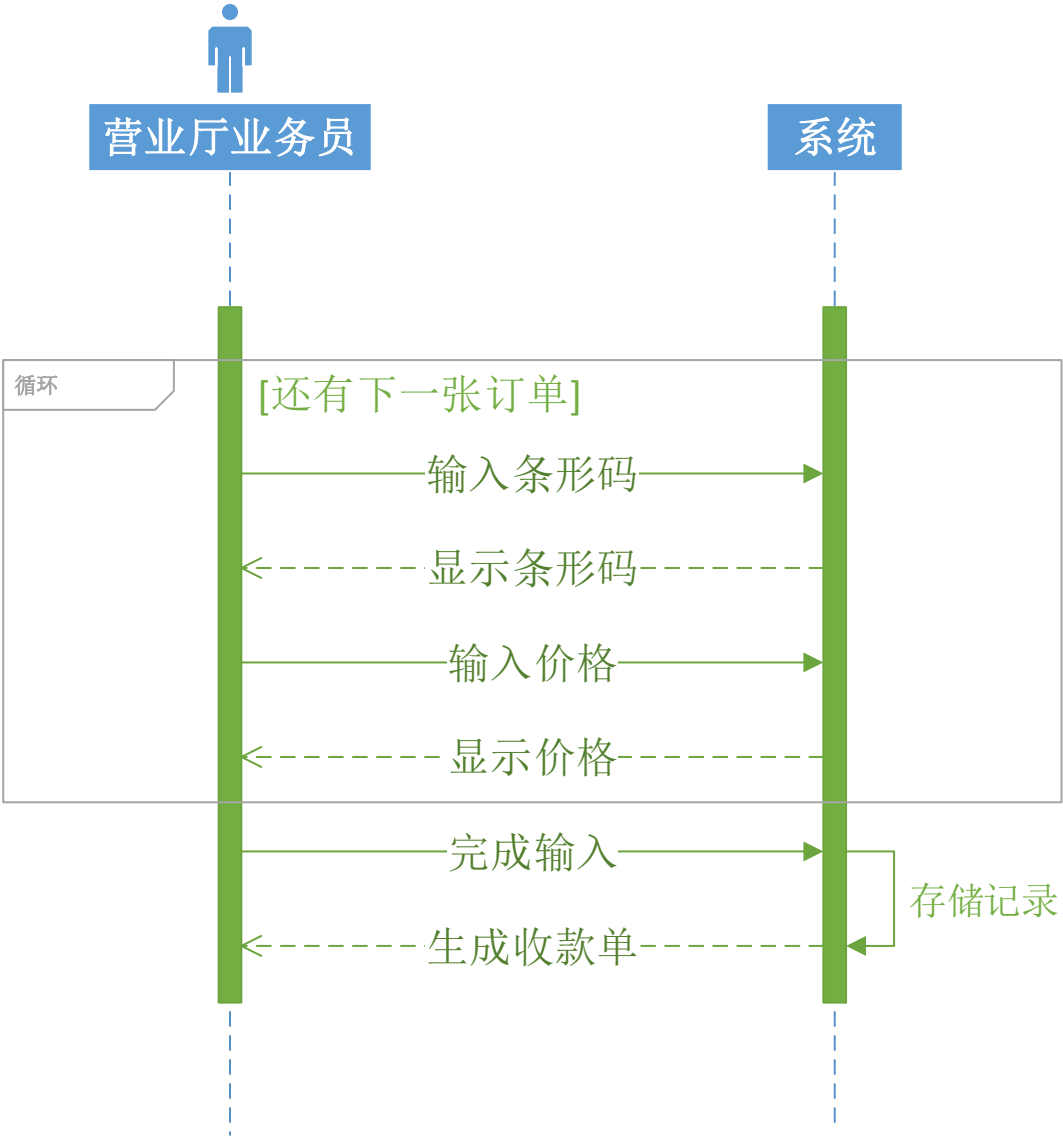 营业厅业务员
系统
循环
[还有下一张订单]
输入条形码
显示条形码
输入价格
显示价格
完成输入
存储记录
生成收款单